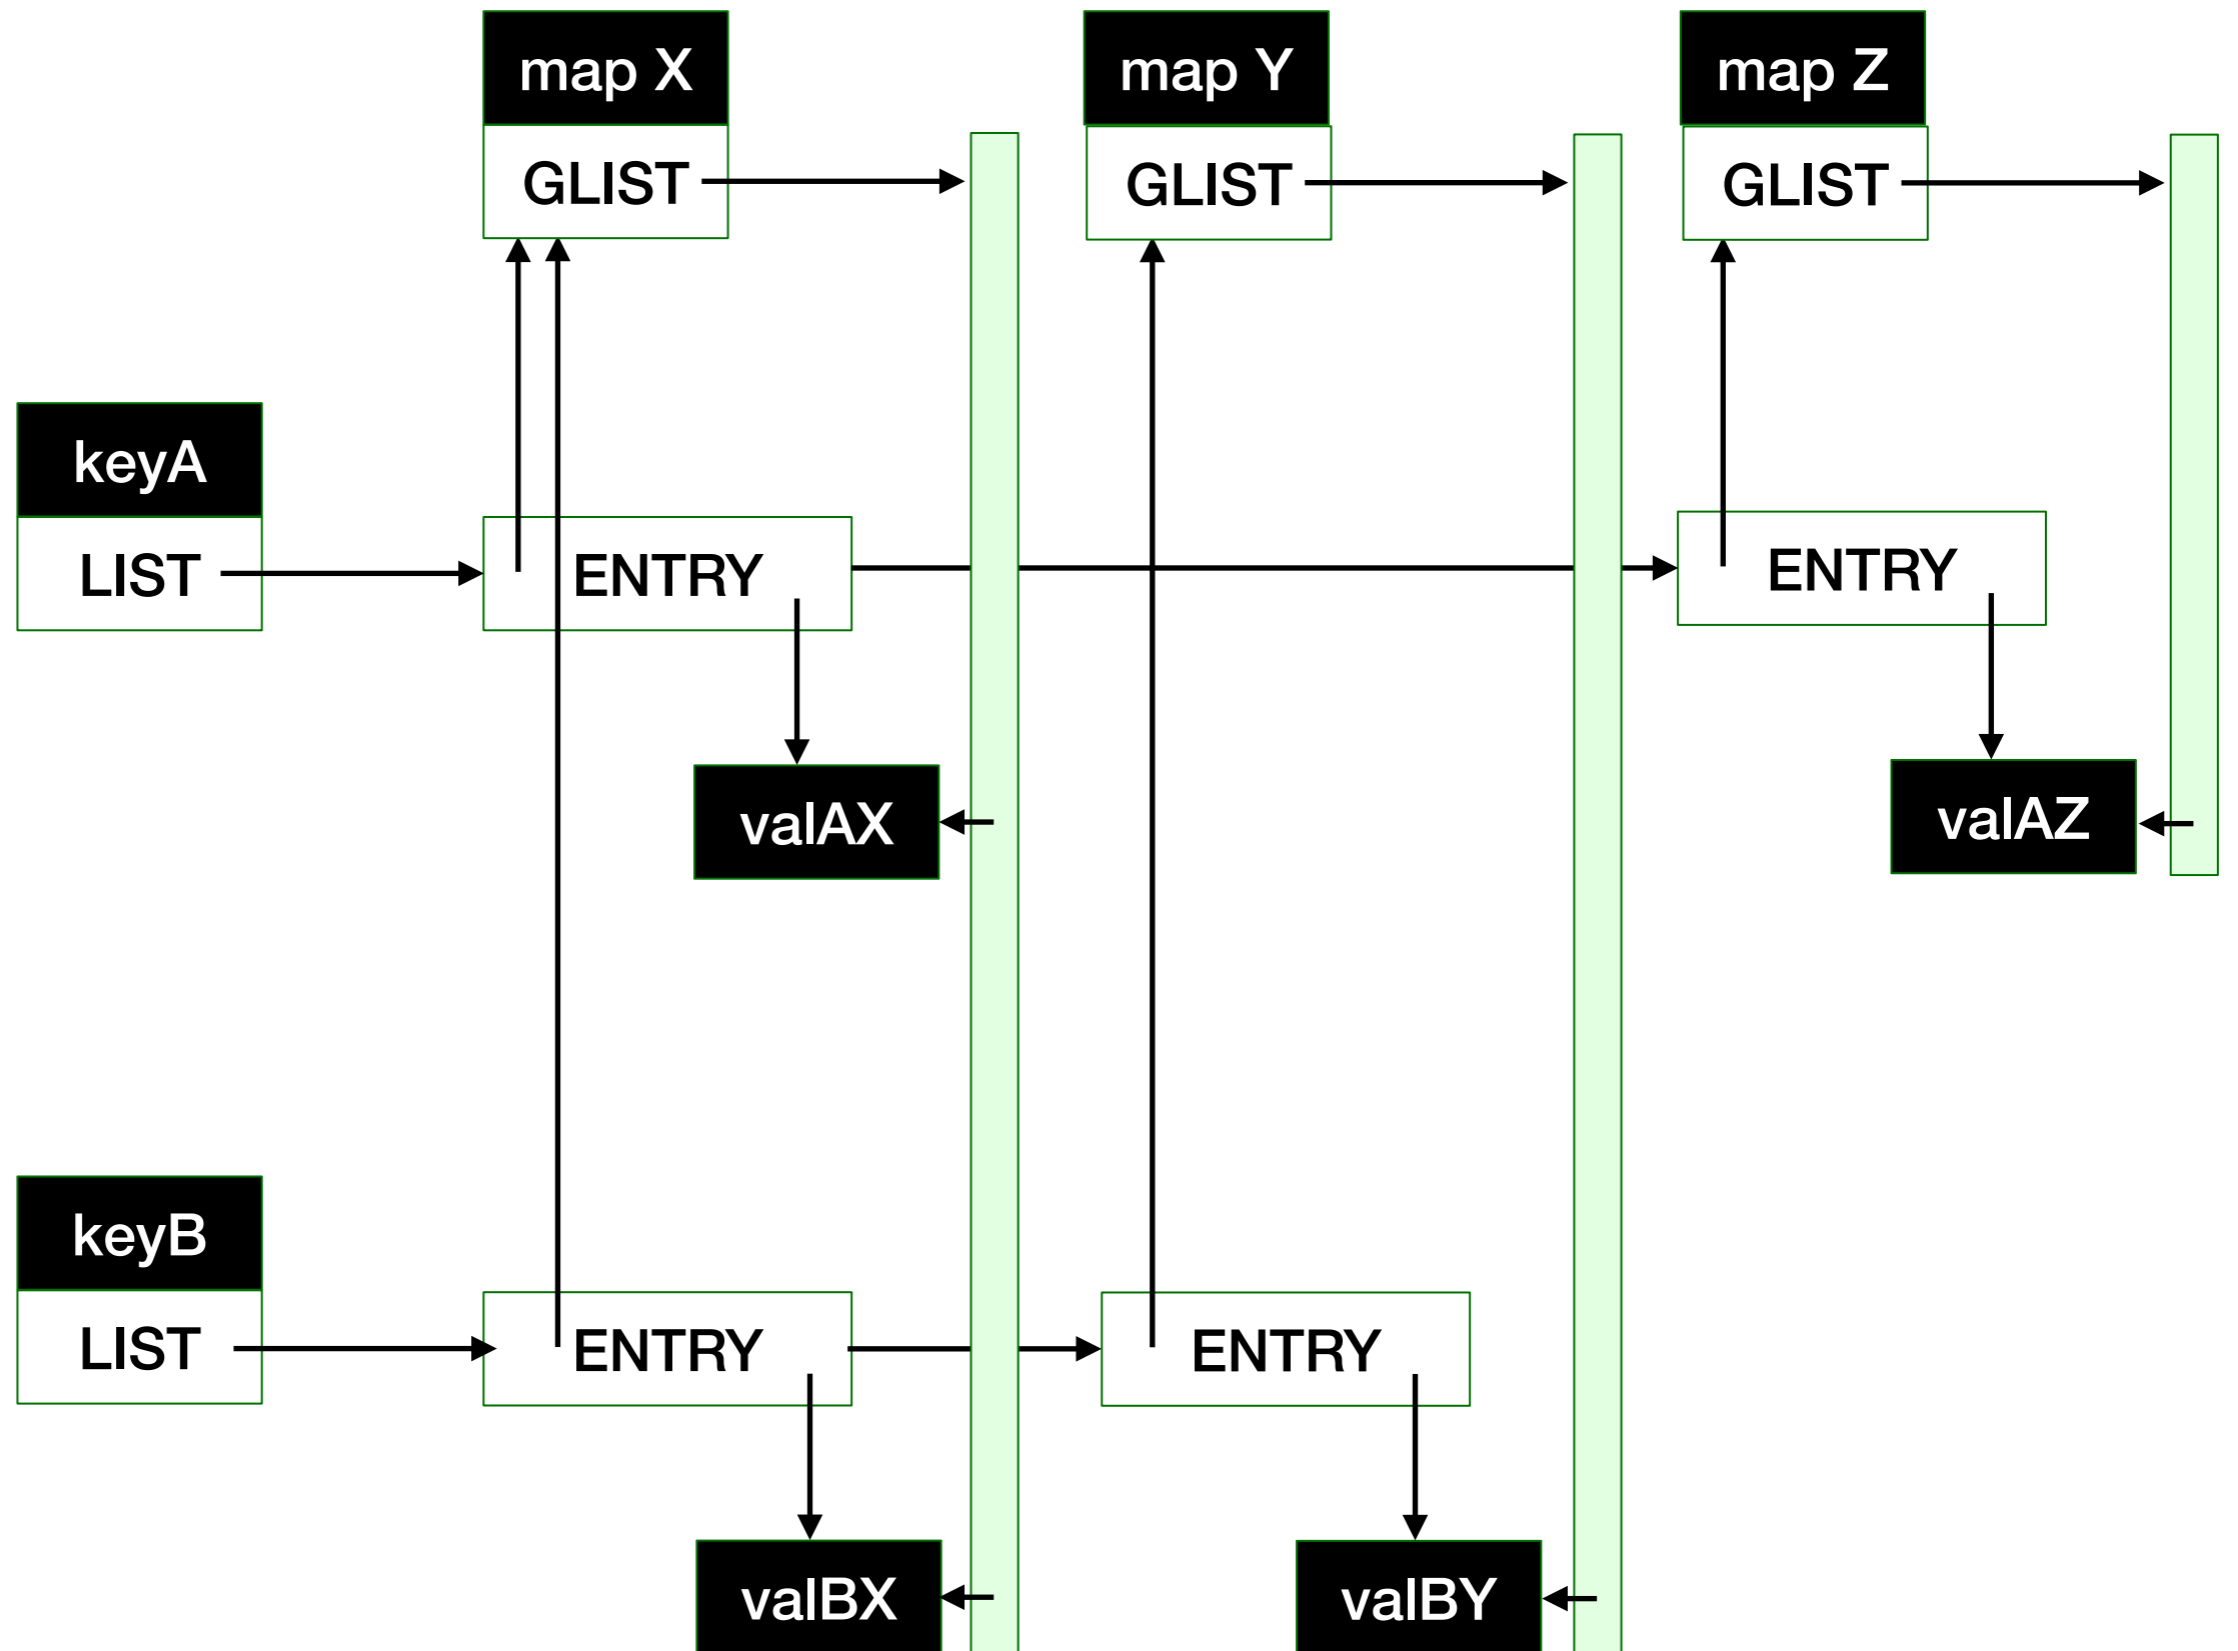 map X
map Y
map Z
GLIST
GLIST
GLIST
keyA
LIST
ENTRY
ENTRY
valAX
valAZ
keyB
LIST
ENTRY
ENTRY
valBX
valBY